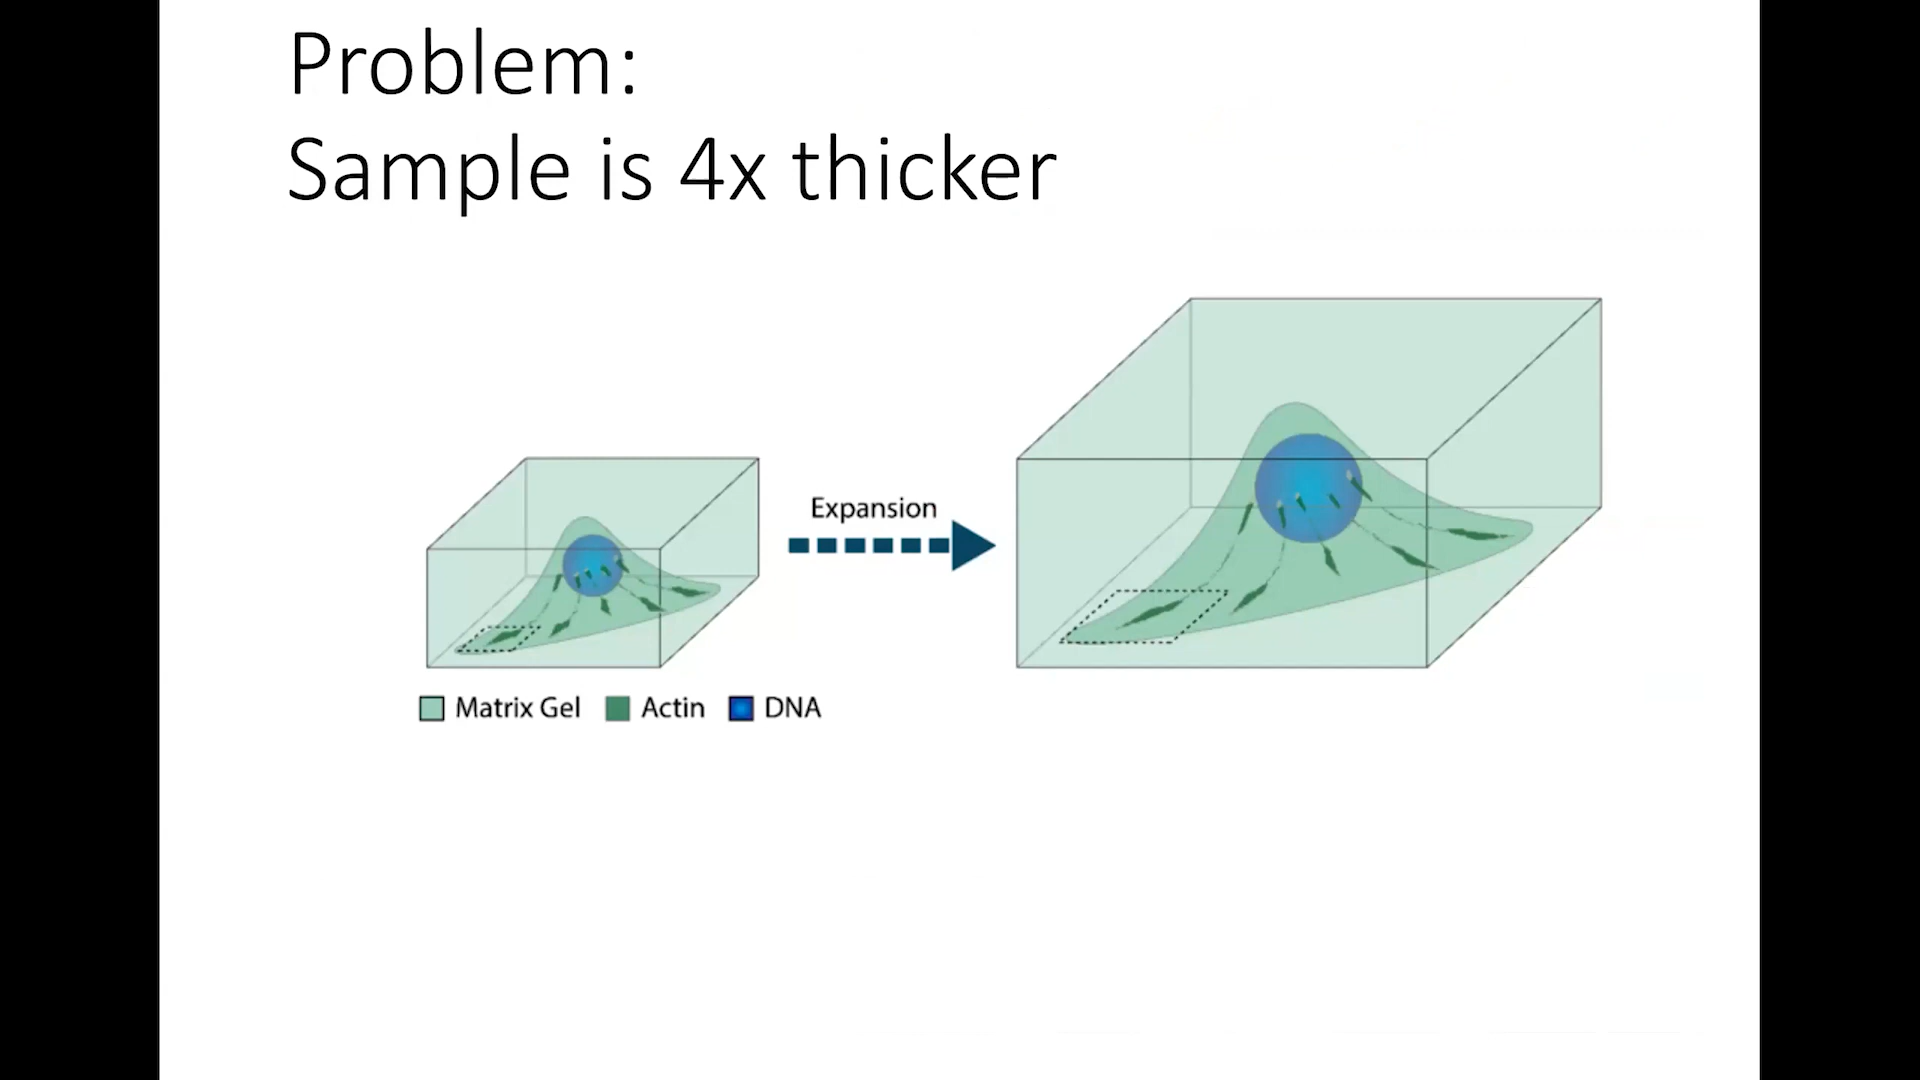 Problem:
Sample is 4x thicker
Expansion
Matrix Gel Actin DNA